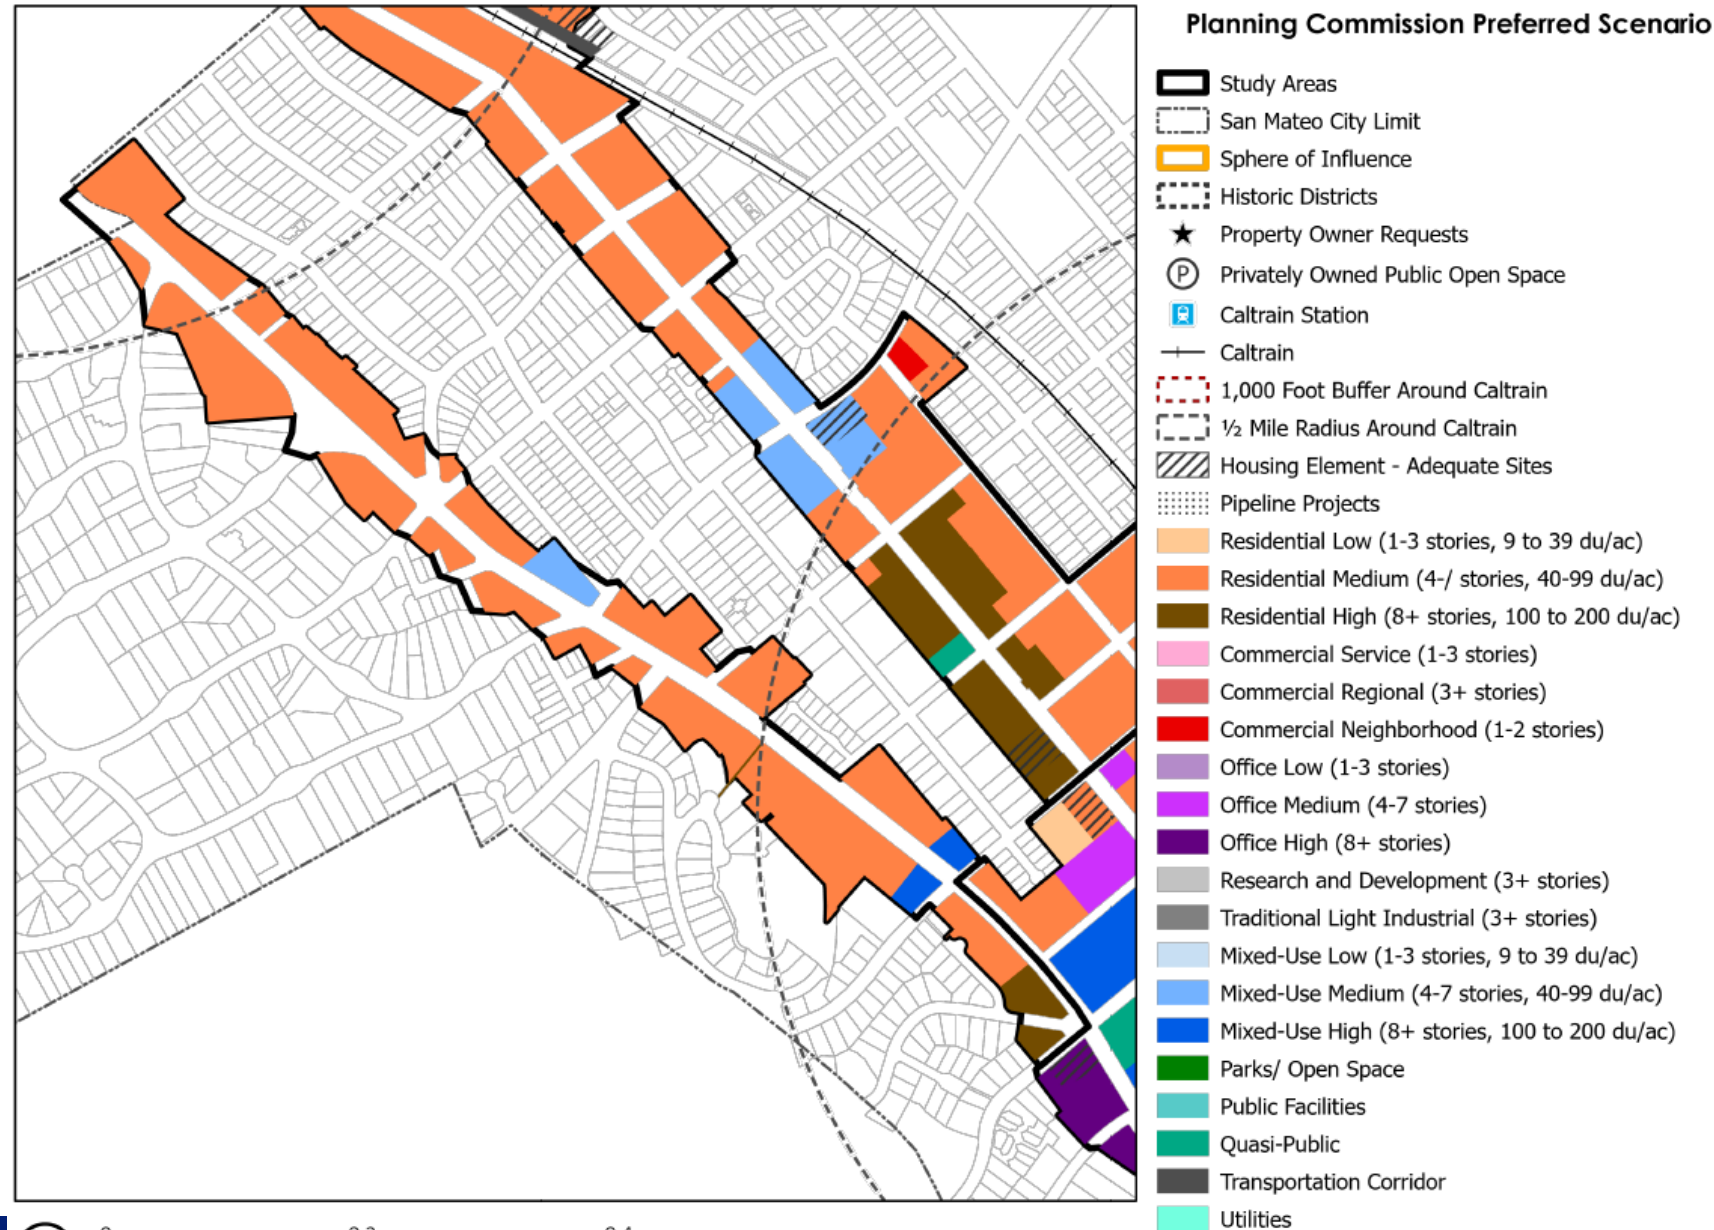 Planning Commission Preferred Scenario
Study Areas
San Mateo City Limit
Sphere of Influence
Historic Districts
Property Owner Requests
P Privately Owned Public Open Space
Caltrain Station
Caltrain
1,000 Foot Buffer Around Caltrain
½ Mile Radius Around Caltrain
Housing Element - Adequate Sites
Pipeline Projects
Residential Low (1-3 stories, 9 to 39 du/ac)
Residential Medium (4-/ stories, 40-99 du/ac)
Residential High (8+ stories, 100 to 200 du/ac)
Commercial Service (1-3 stories)
Commercial Regional (3+ stories)
Commercial Neighborhood (1-2 stories)
Office Low (1-3 stories)
Office Medium (4-7 stories)
Office High (8+ stories)
Research and Development (3+ stories)
Traditional Light Industrial (3+ stories)
Mixed-Use Low (1-3 stories, 9 to 39 du/ac)
Mixed-Use Medium (4-7 stories, 40-99 du/ac)
Mixed-Use High (8+ stories, 100 to 200 du/ac)
Parks/ Open Space
Public Facilities
Quasi-Public
Transportation Corridor
Utilities